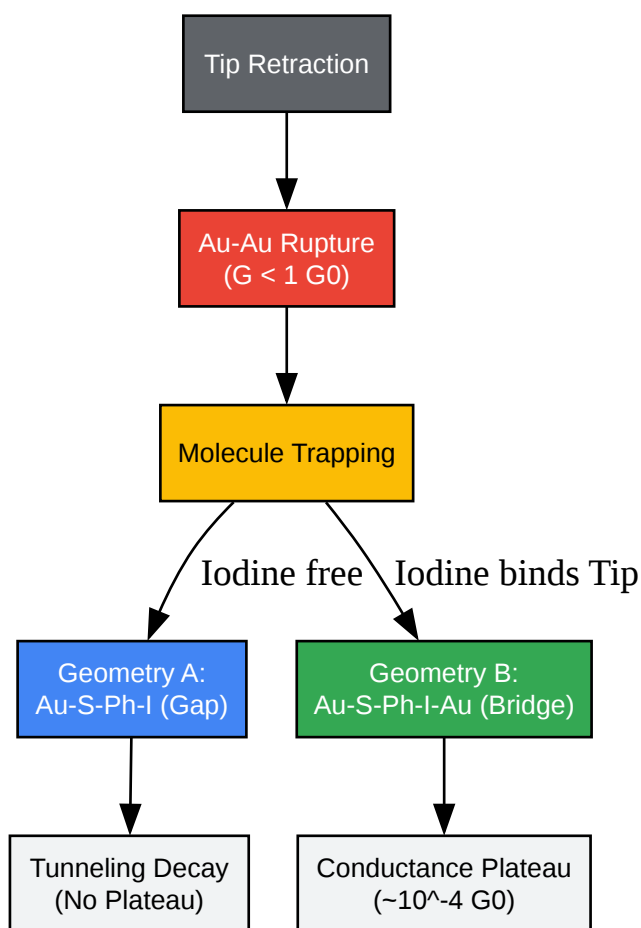 Tip Retraction
Au-Au Rupture
(G < 1 G0)
Molecule Trapping
Iodine free
Iodine binds Tip
Geometry A:
Au-S-Ph-I (Gap)
Geometry B:
Au-S-Ph-I-Au (Bridge)
Tunneling Decay
(No Plateau)
Conductance Plateau
(~10^-4 G0)